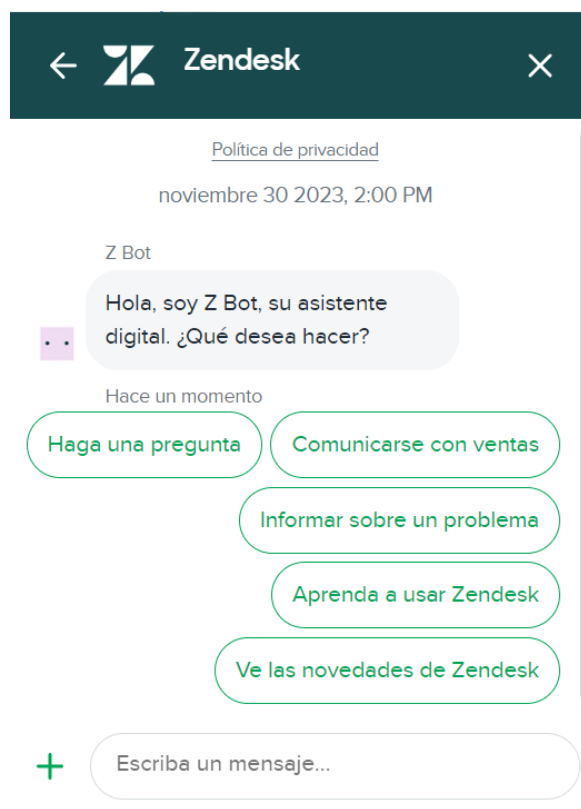 Zendesk
Política de privacidad
noviembre 30 2023, 2:00 PM
Z Bot
Hola, soy Z Bot, su asistente
digital. ¿Qué desea hacer?
Hace un momento
Haga una pregunta
Comunicarse con ventas
Informar sobre un problema
Aprenda a usar Zendesk
Ve las novedades de Zendesk
Escriba un mensaje...